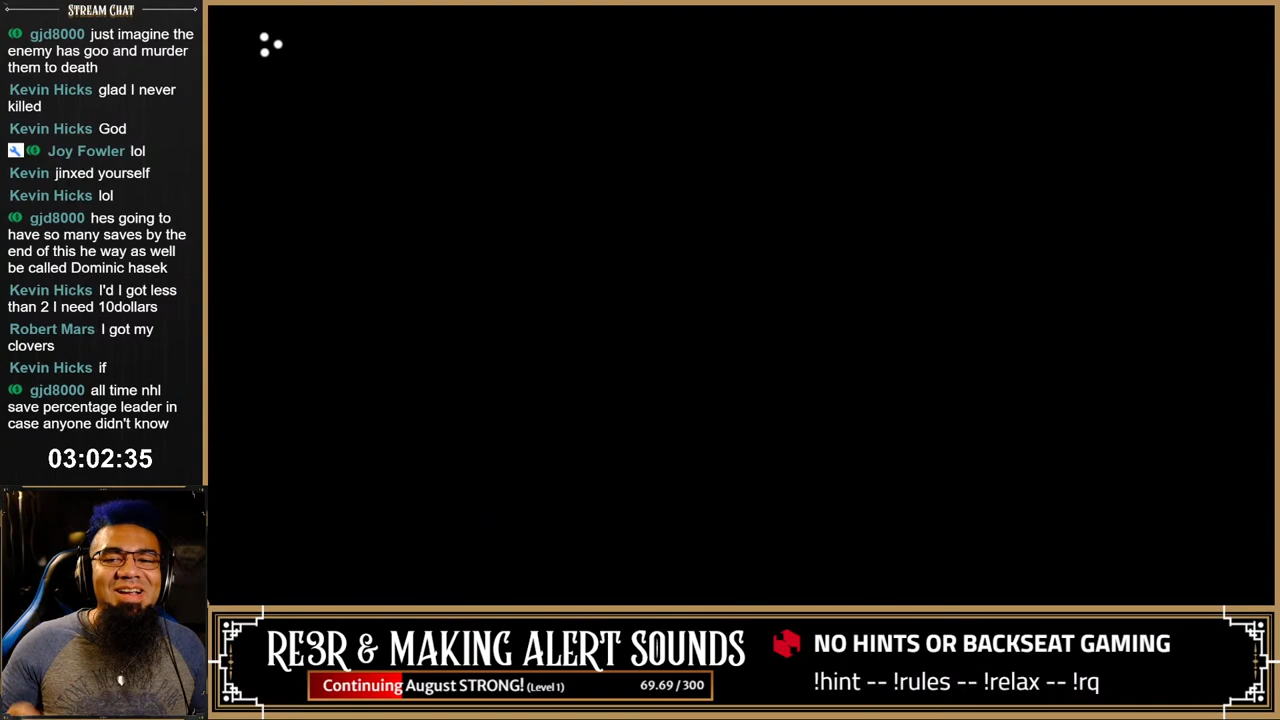 STREAM CHAT
gjd8000 just imagine the
enemy has goo and murder
them to death
Kevin Hicks glad I never
killed
Kevin Hicks God
Joy Fowler lol
Kevin jinxed yourself
Kevin Hicks lol
gjd8000 hes going to
have so many saves by the
end of this he way as well
be called Dominic hasek
Kevin Hicks I'd I got less
than 2 I need 10dollars
Robert Mars I got my
clovers
Kevin Hicks if
gjd8000 all time nhl
save percentage leader in
case anyone didn't know
03:02:35
RE3R & MAKING ALERT SOUNDS
Continuing August STRONG! (Level 1) 69.69 / 300
NO HINTS OR BACKSEAT GAMING
!hint -- !rules -- !relax -- !rq